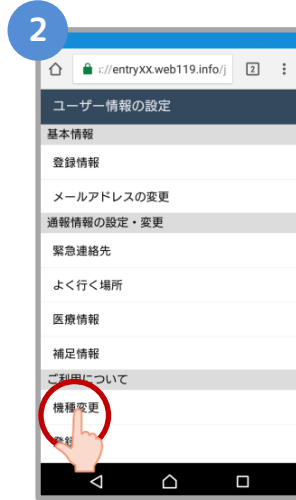 2
://entryXX.web119.info/j
2
ユーザー情報の設定
基本情報
登録情報
メールアドレスの変更
通報情報の設定・変更
緊急連絡先
よく行く場所
医療情報
補足情報
ご利用について
機種変更
登録